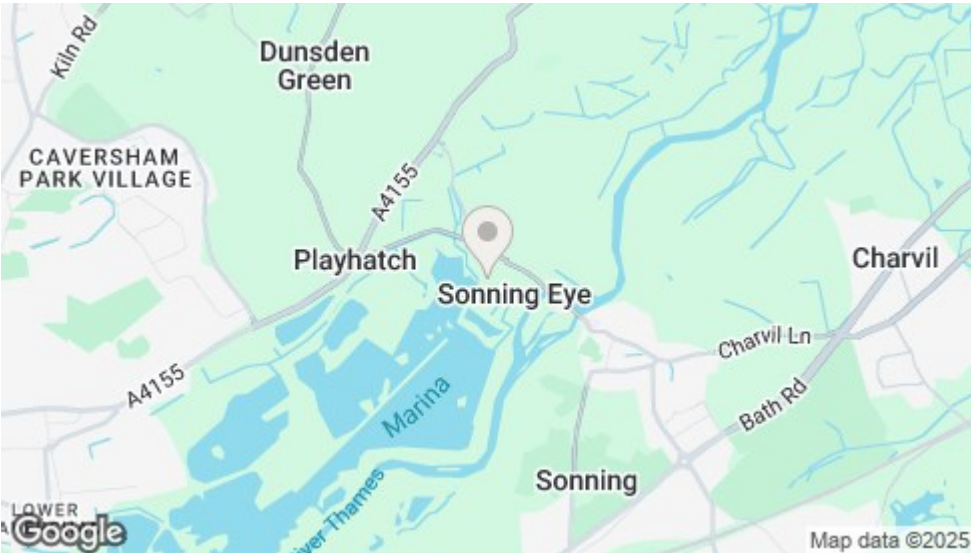 Kiln Rd
Dunsden
Green
CAVERSHAM
PARK VILLAGE
A4155
Playhatch
Charvil
Sonning Eye
Charvil Ln
A4155
Marina
Bath Rd
Sonning
LOWER
River Thames
Google
Map data ©2025